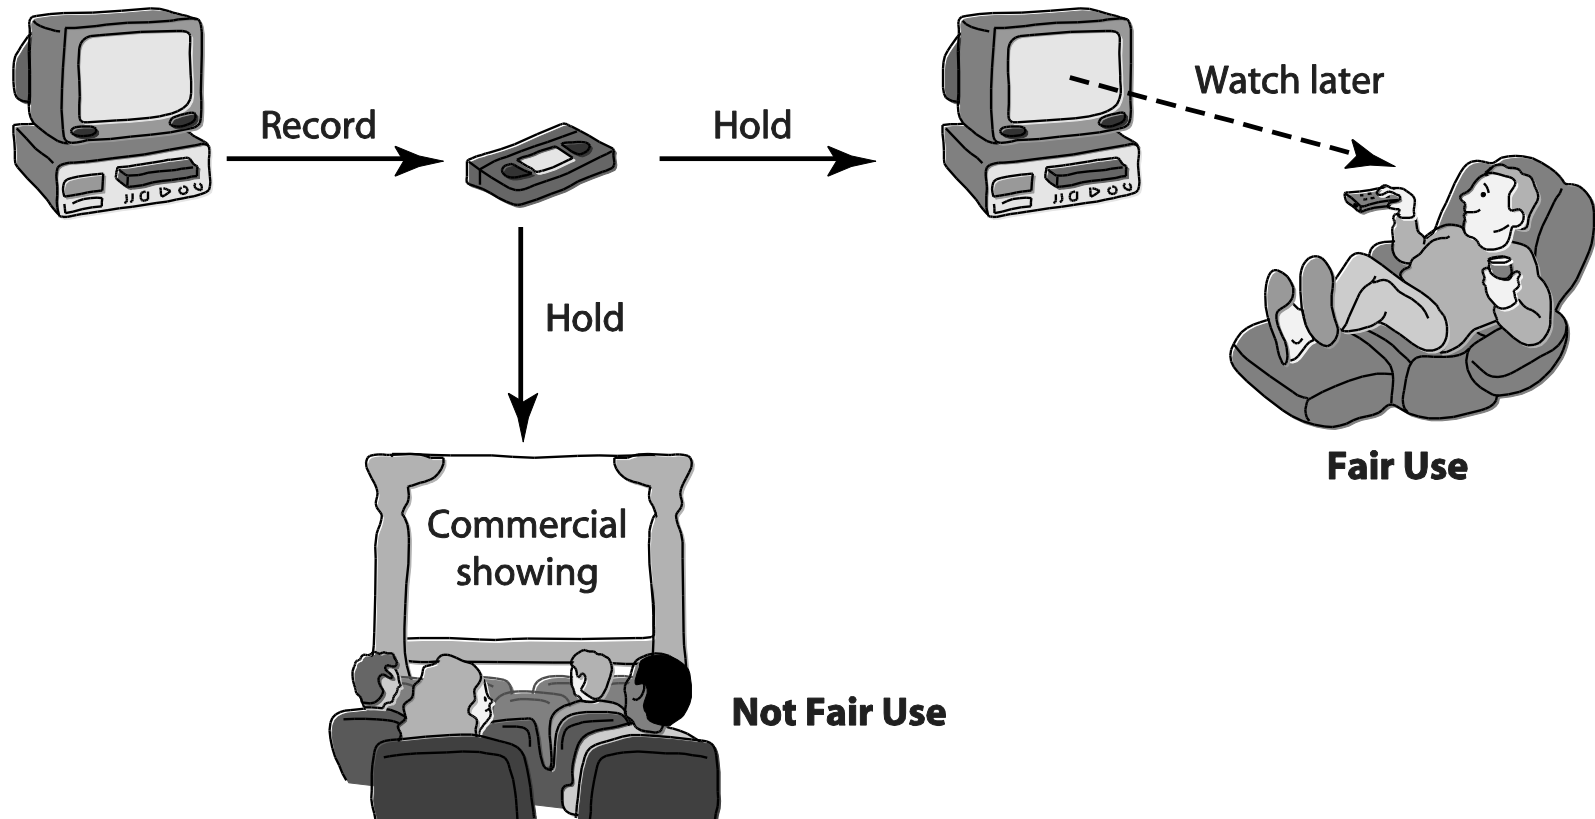 Record
Hold
Watch later
Hold
Fair Use
Commercial
showing
Not Fair Use